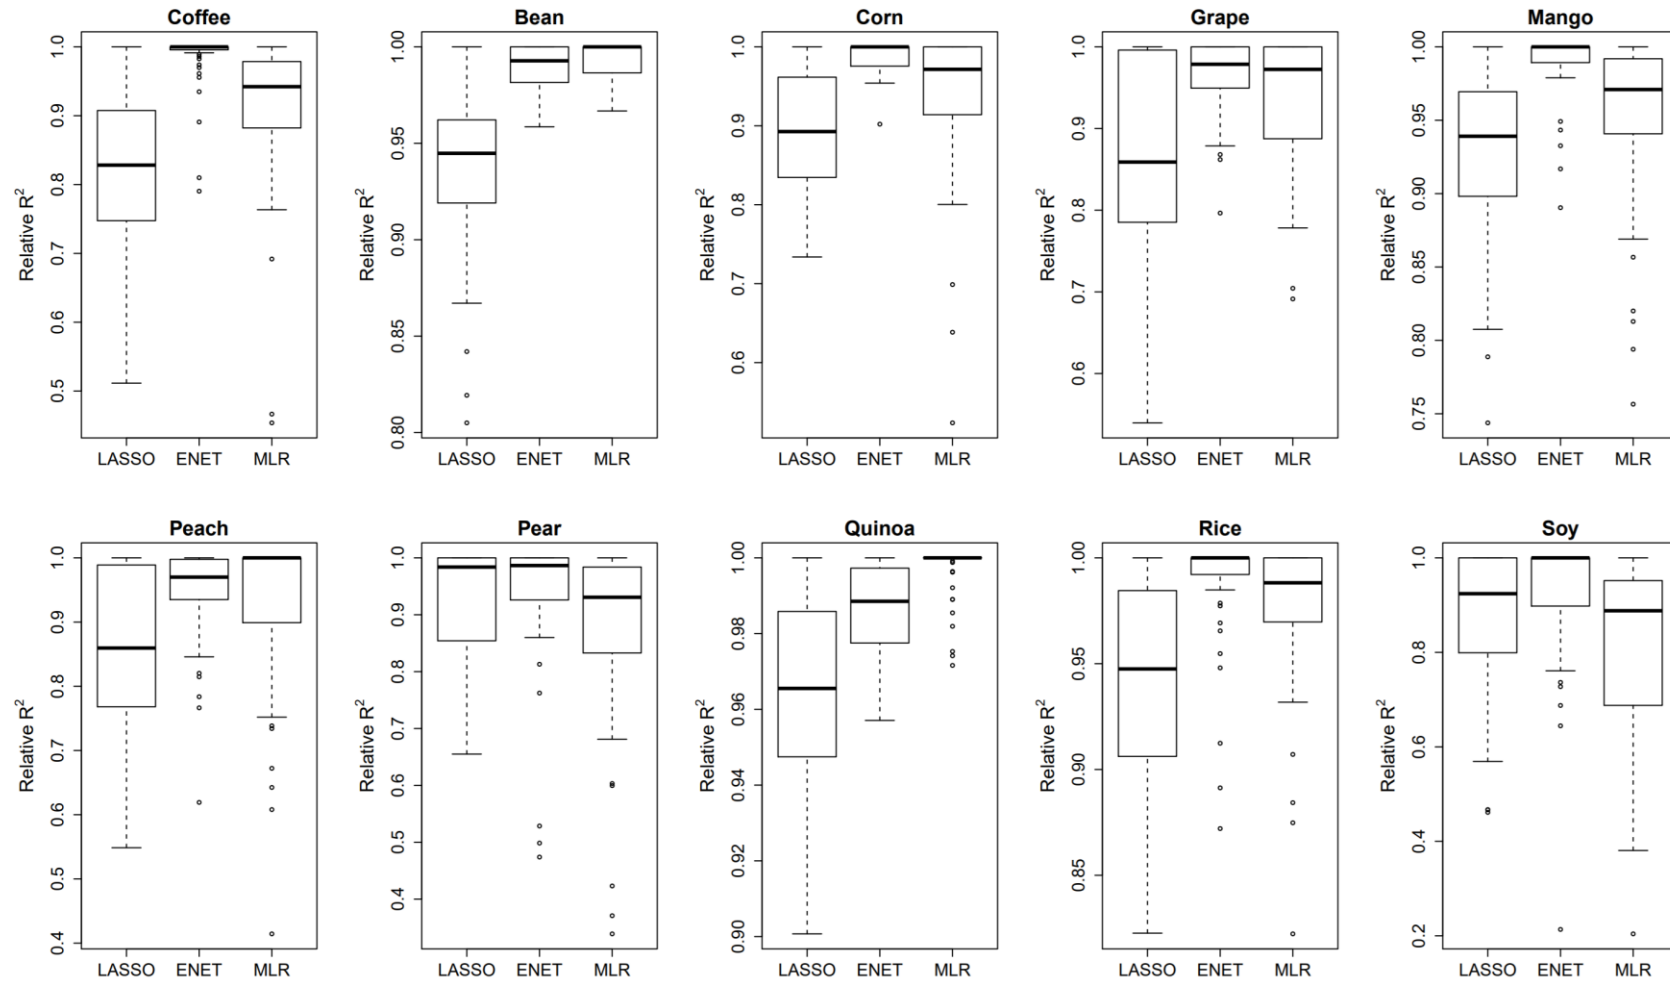 Coffee
Relative R²
1.0
0.9
0.8
0.7
0.6
0.5
LASSO ENET MLR
Bean
Relative R²
1.00
0.95
0.90
0.85
0.80
LASSO ENET MLR
Corn
Relative R²
1.0
0.9
0.8
0.7
0.6
LASSO ENET MLR
Grape
Relative R²
1.0
0.9
0.8
0.7
0.6
LASSO ENET MLR
Mango
Relative R²
1.00
0.95
0.90
0.85
0.80
0.75
LASSO ENET MLR
Peach
Relative R²
1.0
0.9
0.8
0.7
0.6
0.5
0.4
LASSO ENET MLR
Pear
Relative R²
1.0
0.9
0.8
0.7
0.6
0.5
0.4
LASSO ENET MLR
Quinoa
Relative R²
1.00
0.98
0.96
0.94
0.92
0.90
LASSO ENET MLR
Rice
Relative R²
1.00
0.95
0.90
0.85
LASSO ENET MLR
Soy
Relative R²
1.0
0.8
0.6
0.4
0.2
LASSO ENET MLR